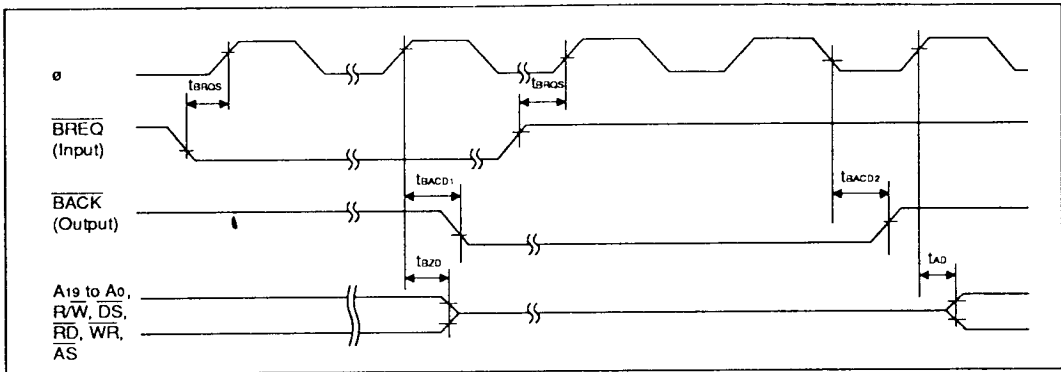 ø
tBRQS
tBRQS
BREQ
(Input)
tBACD1
tBACD2
BACK
(Output)
tBZD
tAD
A19 to A0,
R/W, DS,
RD, WR,
AS